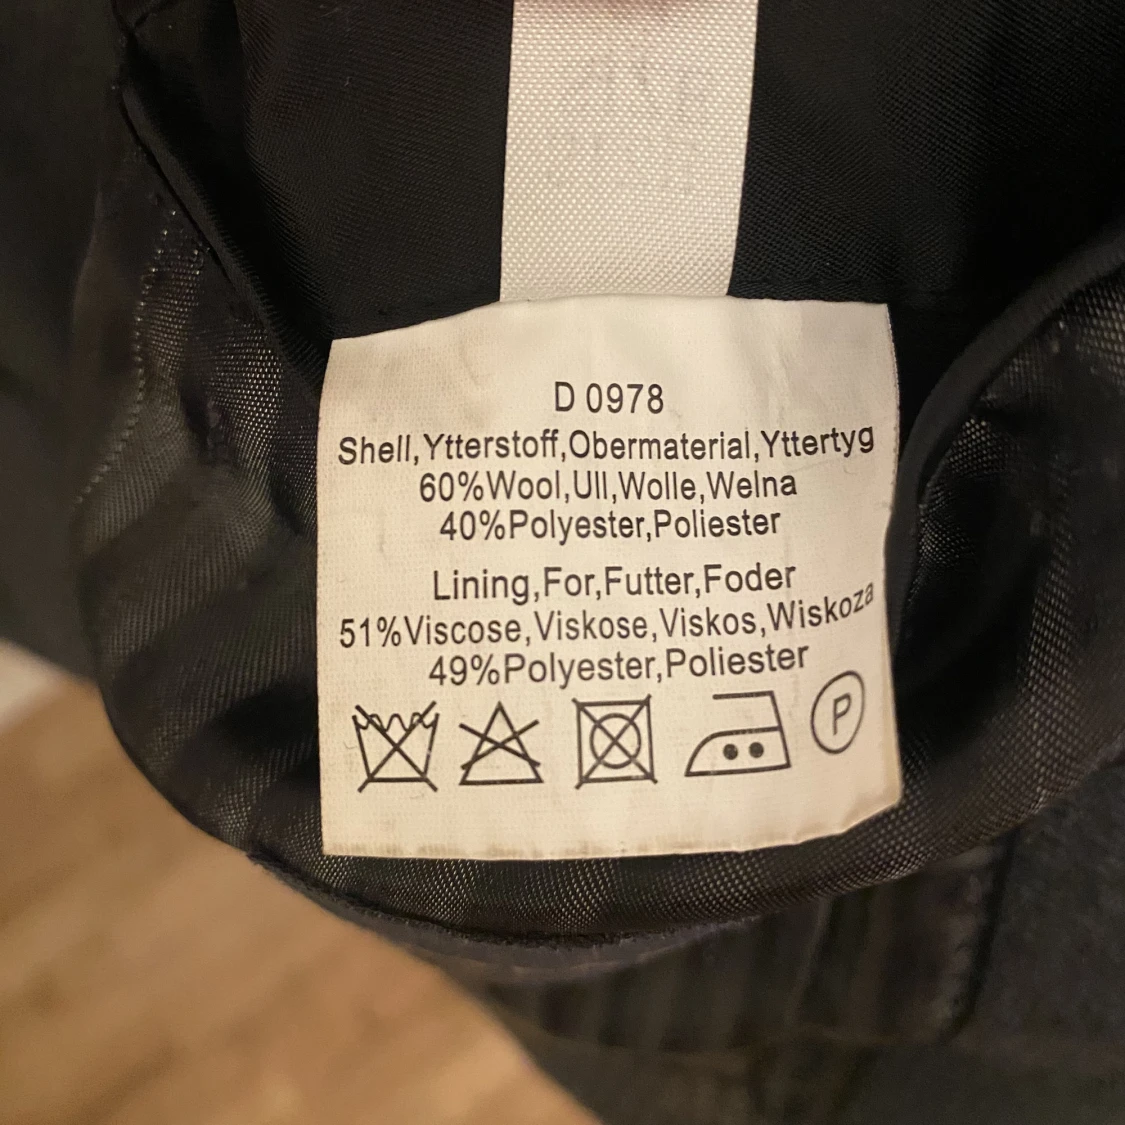 D 0978
Shell,Ytterstoff,Obermaterial,Yttertyg
60%Wool,Ull,Wolle,Welna
40%Polyester,Poliester
Lining,For,Futter,Foder
51%Viscose,Viskose,Viskos,Wiskoza
49%Polyester,Poliester
P